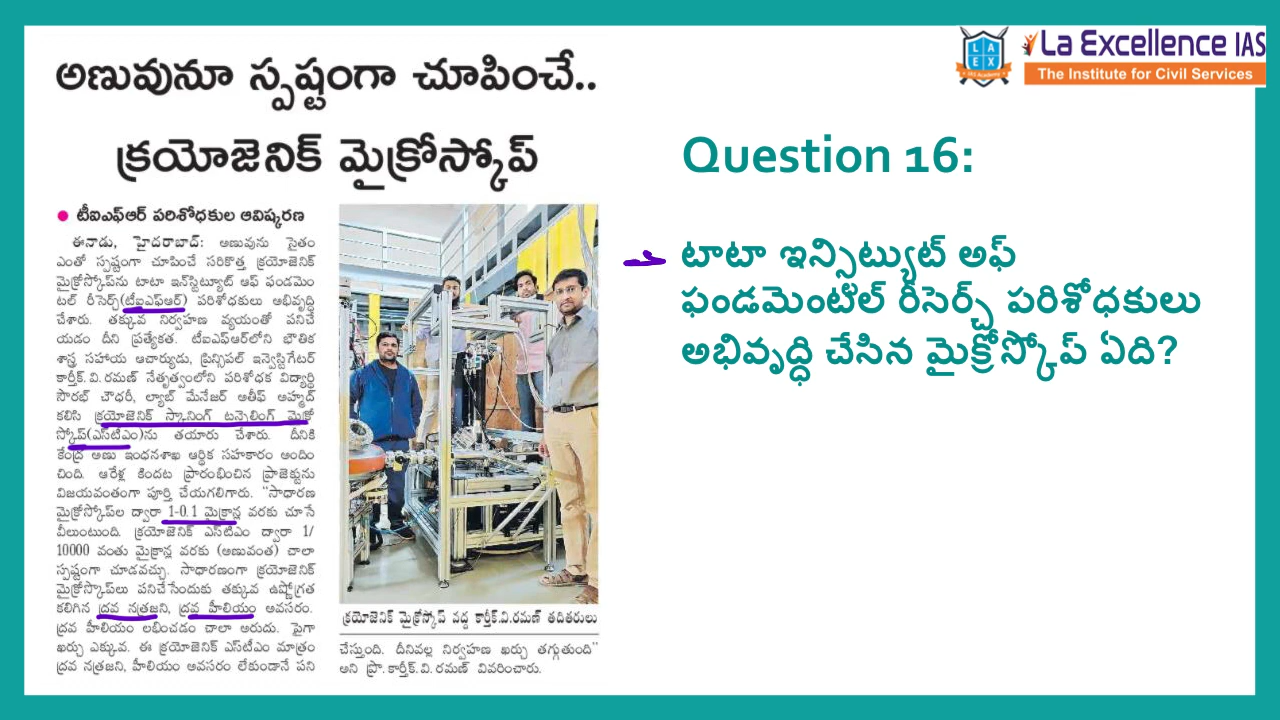 అణువునూ స్పష్టంగా చూపించే..
క్రయోజెనిక్ మైక్రోస్కోప్
● టీఐఎఫ్ఆర్ పరిశోధకుల ఆవిష్కరణ
ఈనాడు, హైదరాబాద్: అణువును సైతం
ఎంతో స్పష్టంగా చూపించే సరికొత్త క్రయోజెనిక్
మైక్రోస్కోప్‌ను టాటా ఇన్‌స్టిట్యూట్ ఆఫ్ ఫండమెం
టల్ రీసెర్చ్(టీఐఎఫ్ఆర్) పరిశోధకులు అభివృద్ధి
చేశారు. తక్కువ నిర్వహణ వ్యయంతో పనిచే
యడం దీని ప్రత్యేకత. టీఐఎఫ్ఆర్‌లోని భౌతిక
శాస్త్ర సహాయ ఆచార్యుడు, ప్రిన్సిపల్ ఇన్వెస్టిగేటర్
కార్తీక్.వి.రమణ్ నేతృత్వంలోని పరిశోధక విద్యార్థి
సౌరభ్ చౌధరీ, ల్యాబ్ మేనేజర్ అతీఫ్ అహ్మద్
కలిసి క్రయోజెనిక్ స్కానింగ్ టన్నెలింగ్ మైక్రో
స్కోప్(ఎస్‌టీఎం)ను తయారు చేశారు. దీనికి
కేంద్ర అణు ఇంధనశాఖ ఆర్థిక సహకారం అందిం
చింది. ఆరేళ్ల కిందట ప్రారంభించిన ప్రాజెక్టును
విజయవంతంగా పూర్తి చేయగలిగారు. ''సాధారణ
మైక్రోస్కోప్‌ల ద్వారా 1-0.1 మైక్రాన్ల వరకు చూసే
వీలుంటుంది. క్రయోజెనిక్ ఎస్‌టీఎం ద్వారా 1/
10000 వంతు మైక్రాన్ల వరకు (అణువంత) చాలా
స్పష్టంగా చూడవచ్చు. సాధారణంగా క్రయోజెనిక్
మైక్రోస్కోప్‌లు పనిచేసేందుకు తక్కువ ఉష్ణోగ్రత
కలిగిన ద్రవ నత్రజని, ద్రవ హీలియం అవసరం.
ద్రవ హీలియం లభించడం చాలా అరుదు. పైగా
ఖర్చు ఎక్కువ. ఈ క్రయోజెనిక్ ఎస్‌టీఎం మాత్రం
ద్రవ నత్రజని, హీలియం అవసరం లేకుండానే పని
క్రయోజెనిక్ మైక్రోస్కోప్ వద్ద కార్తీక్.వి.రమణ్ తదితరులు
చేస్తుంది. దీనివల్ల నిర్వహణ ఖర్చు తగ్గుతుంది''
అని ప్రొ.కార్తీక్.వి.రమణ్ వివరించారు.
La Excellence IAS
The Institute for Civil Services
Question 16:
టాటా ఇన్స్టిట్యుట్ అఫ్
ఫండమెంటల్ రీసెర్చ్ పరిశోధకులు
అభివృద్ధి చేసిన మైక్రోస్కోప్ ఏది?